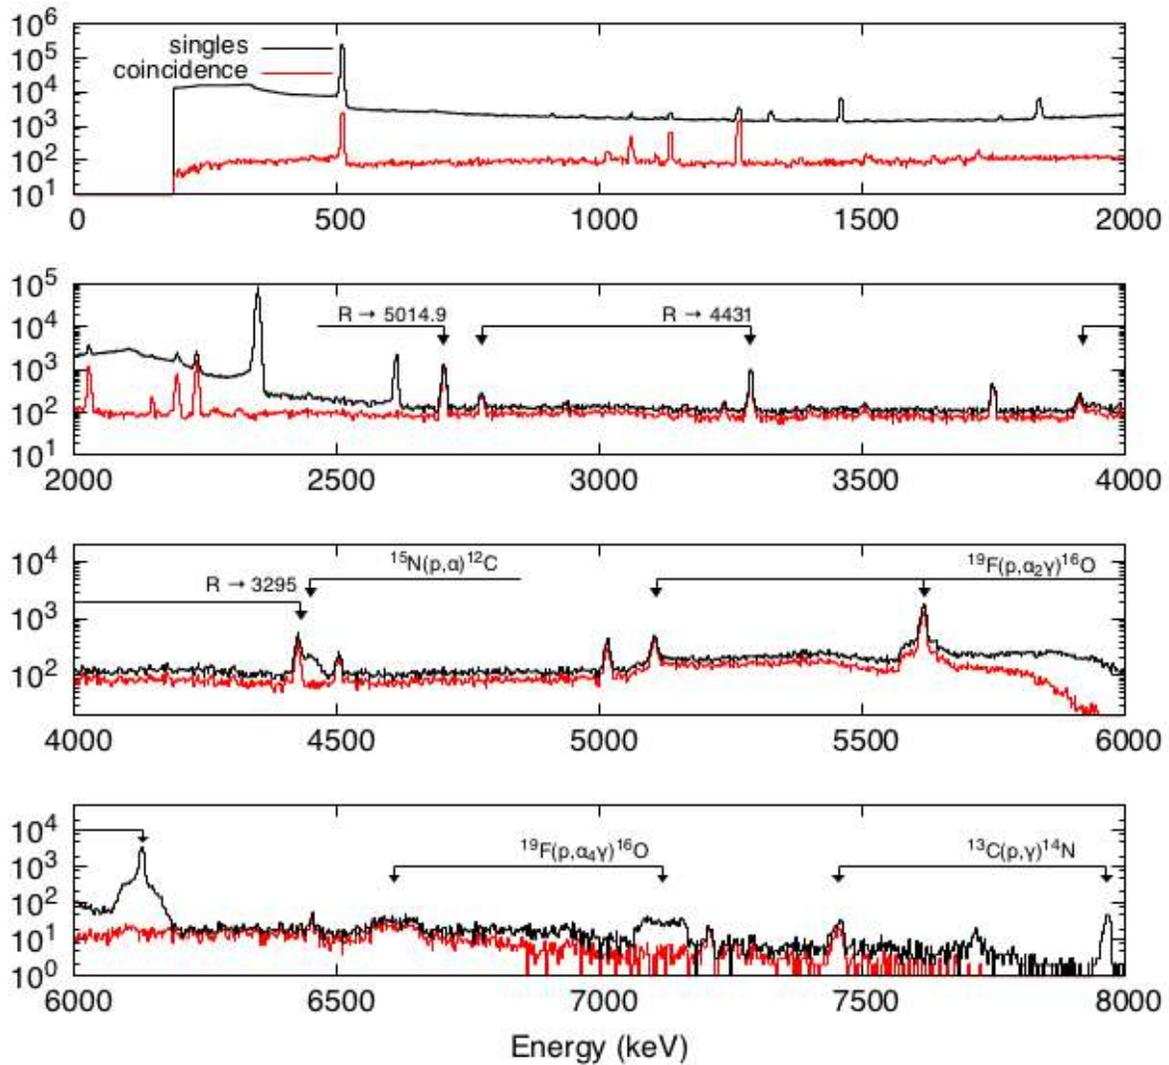 10⁶
10⁵
10⁴
10³
10²
10¹
singles
coincidence
0 500 1000 1500 2000
10⁵
10⁴
10³
10²
10¹
R → 5014.9
R → 4431
2000 2500 3000 3500 4000
10⁴
10³
10²
R → 3295
¹⁵N(p,α)¹²C
¹⁹F(p,α₂γ)¹⁶O
4000 4500 5000 5500 6000
10⁴
10³
10²
10¹
10⁰
¹⁹F(p,α₄γ)¹⁶O
¹³C(p,γ)¹⁴N
6000 6500 7000 7500 8000
Energy (keV)